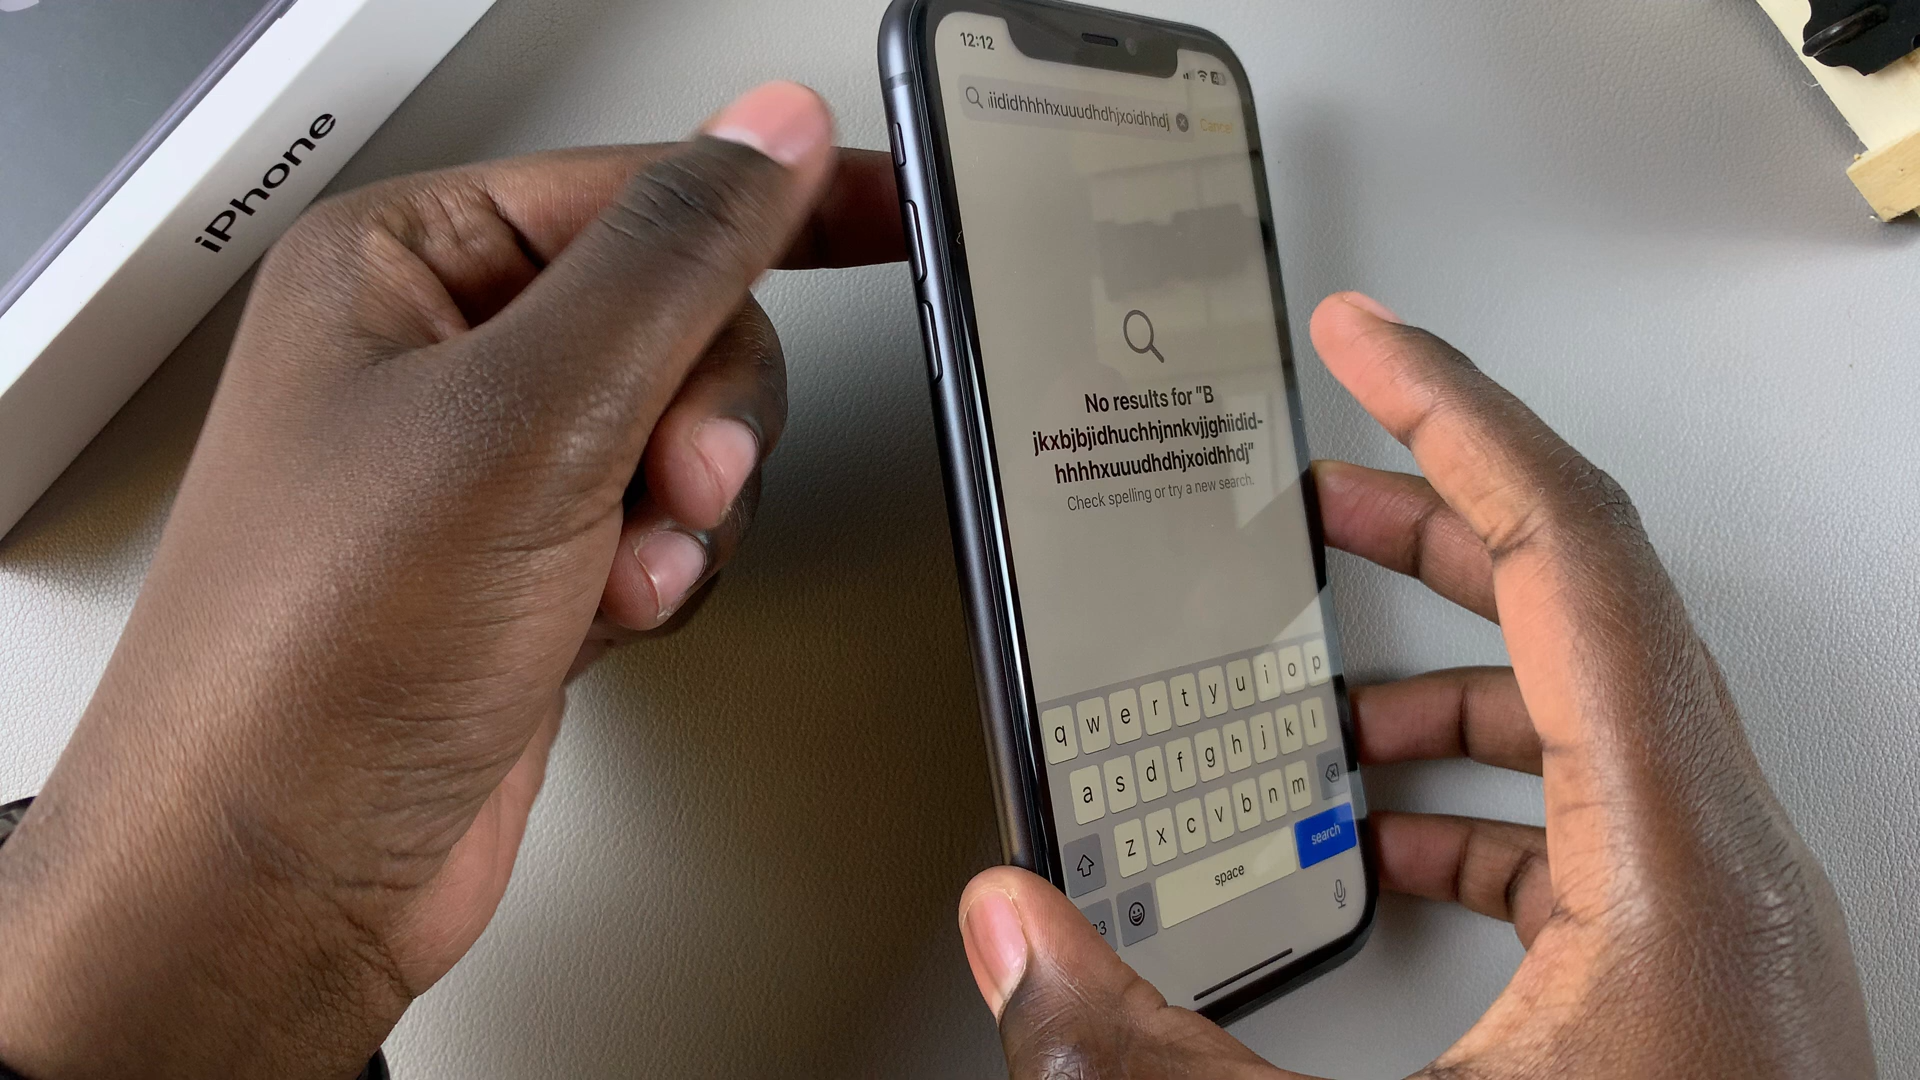 iPhone
12:12
iididhhhhxuuudhdhjxoidhhdj
Cancel
No results for "B
jkxbjbjidhuchhjnnkvjjghiidid-
hhhhxuuudhdhjxoidhhdj"
Check spelling or try a new search.
q w e r t y u i o p
a s d f g h j k l
z x c v b n m
space
search